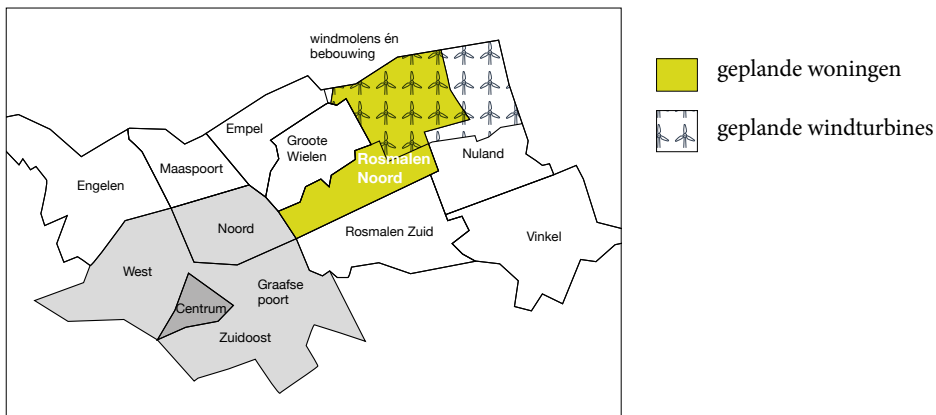 windmolens én
bebouwing
geplande woningen
geplande windturbines
Empel
Groote
Wielen
Maaspoort
Nuland
Rosmalen
Noord
Engelen
Noord
Rosmalen Zuid
Vinkel
West
Graafse
poort
Centrum
Zuidoost